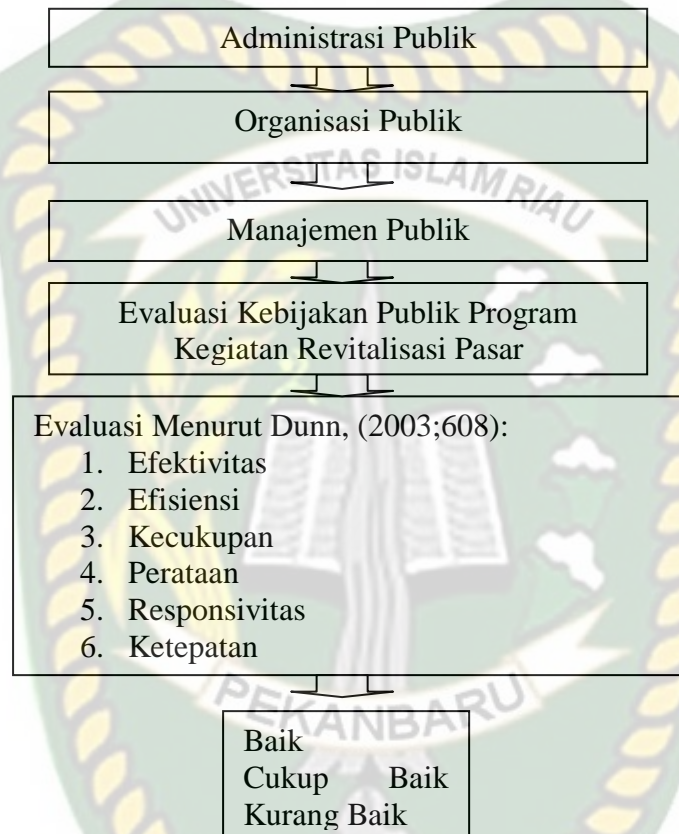 Administrasi Publik
Organisasi Publik
UNIVERSITAS ISLAM RIAU
Manajemen Publik
Evaluasi Kebijakan Publik Program
Kegiatan Revitalisasi Pasar
Evaluasi Menurut Dunn, (2003;608):
1. Efektivitas
2. Efisiensi
3. Kecukupan
4. Perataan
5. Responsivitas
6. Ketepatan
PEKANBARU
Baik
Cukup Baik
Kurang Baik